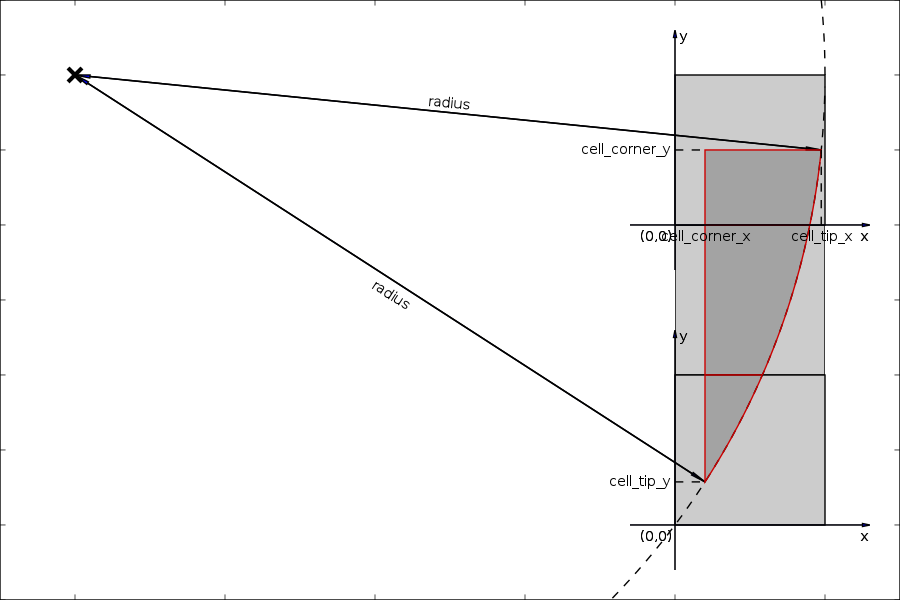 y
radius
cell_corner_y
(0,0)
cell_corner_x
cell_tip_x
x
radius
y
cell_tip_y
(0,0)
x